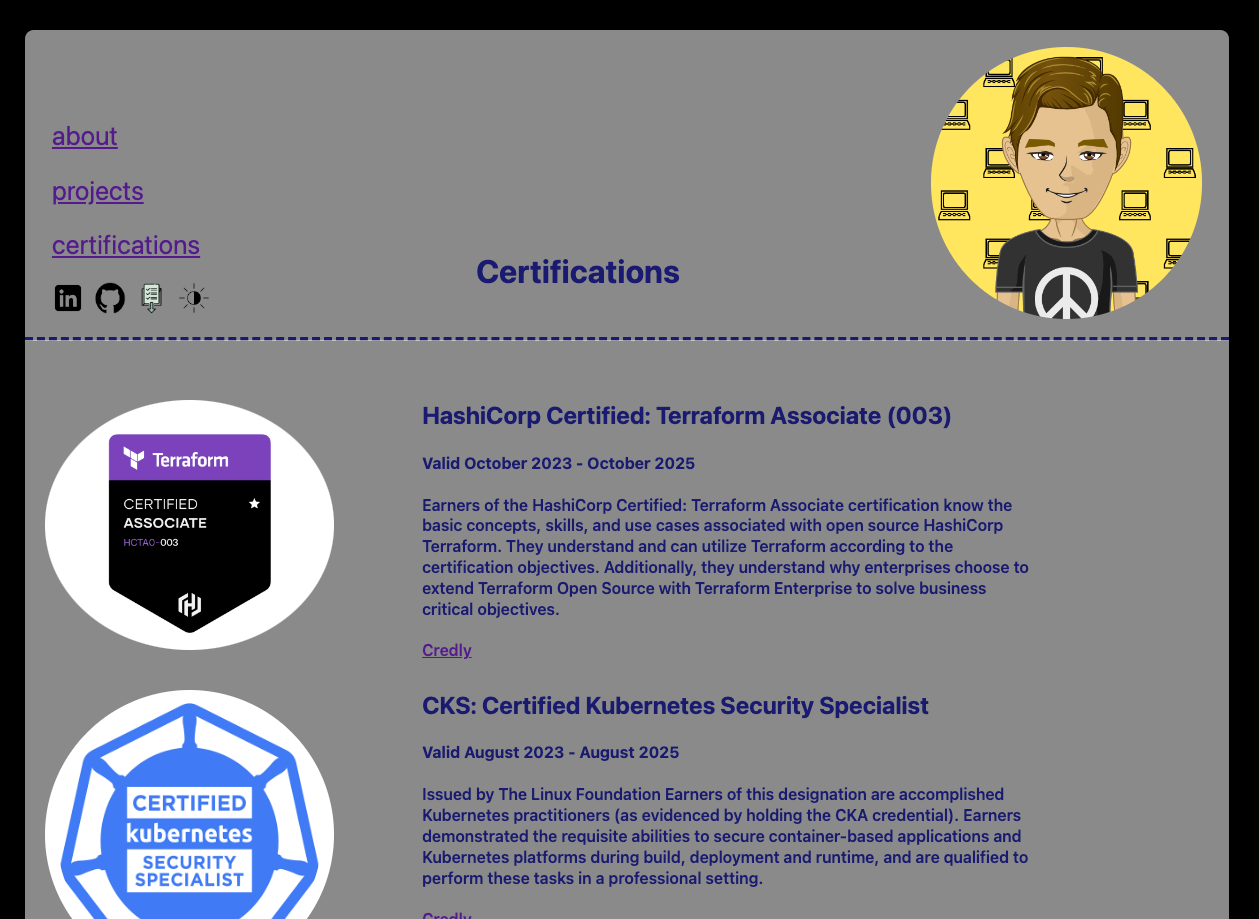 about
projects
certifications
in
Certifications
Terraform
CERTIFIED
ASSOCIATE
HCTA0-003
HashiCorp Certified: Terraform Associate (003)
Valid October 2023 - October 2025
Earners of the HashiCorp Certified: Terraform Associate certification know the
basic concepts, skills, and use cases associated with open source HashiCorp
Terraform. They understand and can utilize Terraform according to the
certification objectives. Additionally, they understand why enterprises choose to
extend Terraform Open Source with Terraform Enterprise to solve business
critical objectives.
Credly
CERTIFIED
kubernetes
SECURITY
SPECIALIST
CKS: Certified Kubernetes Security Specialist
Valid August 2023 - August 2025
Issued by The Linux Foundation Earners of this designation are accomplished
Kubernetes practitioners (as evidenced by holding the CKA credential). Earners
demonstrated the requisite abilities to secure container-based applications and
Kubernetes platforms during build, deployment and runtime, and are qualified to
perform these tasks in a professional setting.
Credly